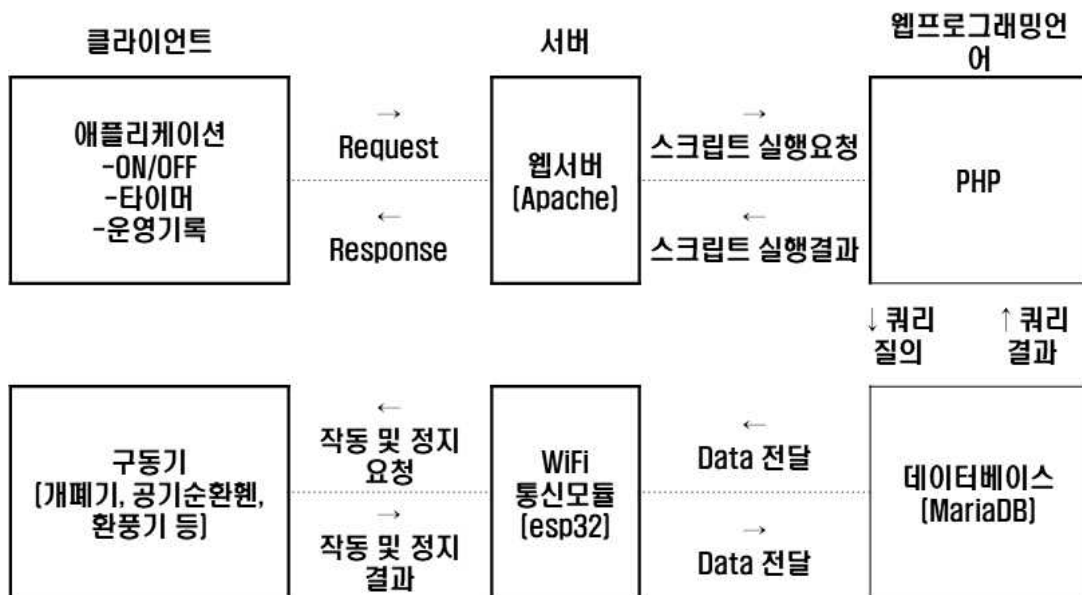 클라이언트
서버
웹프로그래밍언
어
애플리케이션
-ON/OFF
-타이머
-운영기록
→
Request
←
Response
웹서버
(Apache)
→
스크립트 실행요청
←
스크립트 실행결과
PHP
↓ 쿼리
질의
↑ 쿼리
결과
구동기
(개폐기, 공기순환휀,
환풍기 등)
←
작동 및 정지
요청
→
작동 및 정지
결과
WiFi
통신모듈
(esp32)
←
Data 전달
→
Data 전달
데이터베이스
(MariaDB)